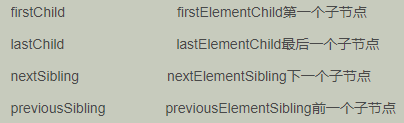 firstChild firstElementChild第一个子节点
lastChild lastElementChild最后一个子节点
nextSibling nextElementSibling下一个子节点
previousSibling previousElementSibling前一个子节点